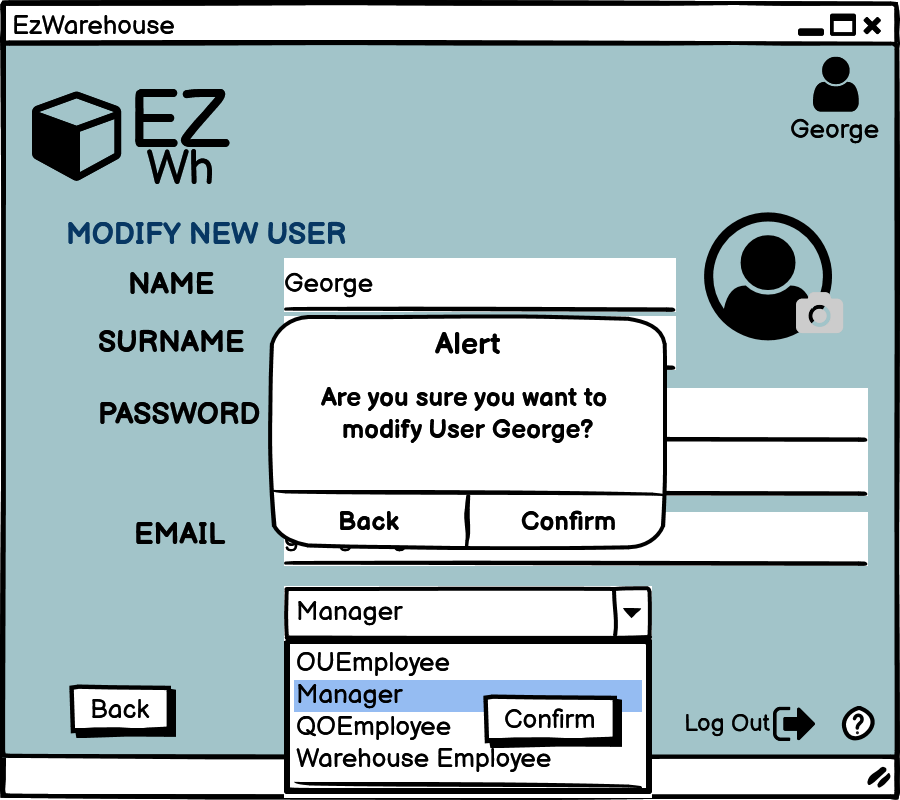 EzWarehouse
George
EZ
Wh
MODIFY NEW USER
NAME
George
SURNAME
Alert
Are you sure you want to
modify User George?
PASSWORD
Back
Confirm
EMAIL
Manager
OUEmployee
Manager
QOEmployee
Warehouse Employee
Back
Confirm
Log Out
?